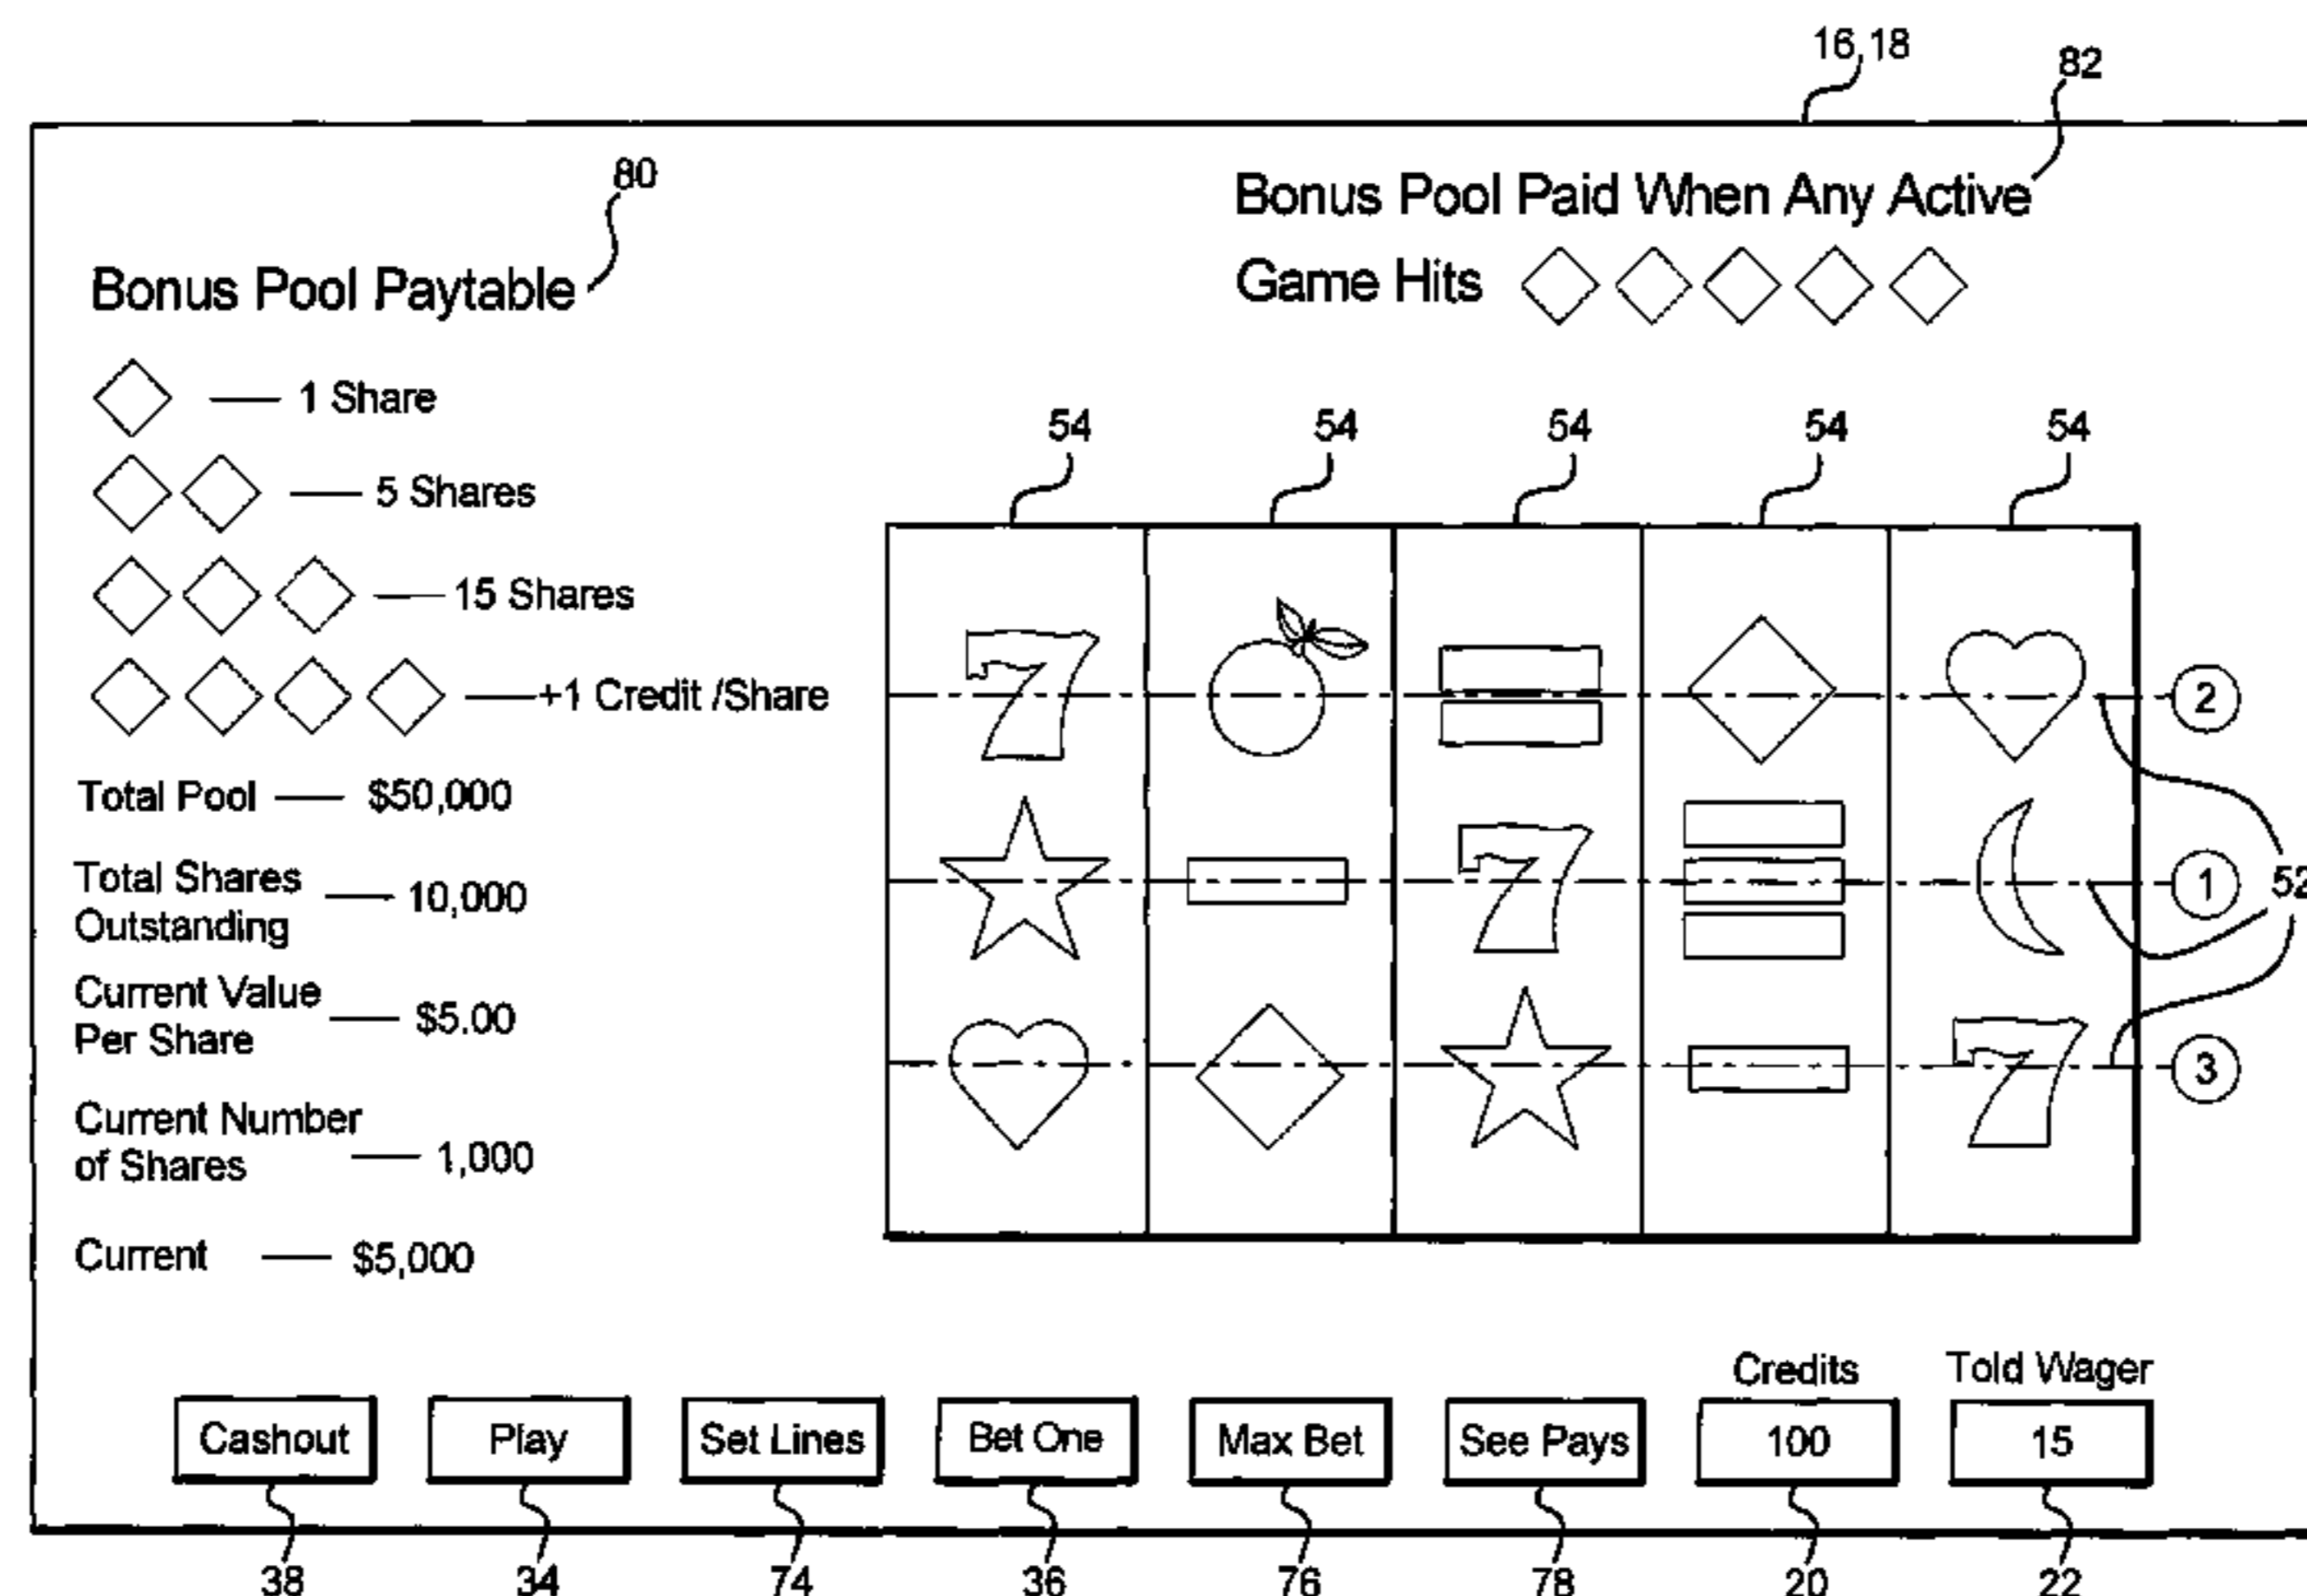 16,18
82
80
Bonus Pool Paid When Any Active
Game Hits
Bonus Pool Paytable
1 Share
5 Shares
15 Shares
+1 Credit /Share
Total Pool — $50,000
Total Shares
Outstanding — 10,000
Current Value
Per Share — $5.00
Current Number
of Shares — 1,000
Current — $5,000
54 54 54 54 54
7
2
7
1
52
7
3
Credits Told Wager
Cashout Play Set Lines Bet One Max Bet See Pays 100 15
38 34 74 36 76 78 20 22